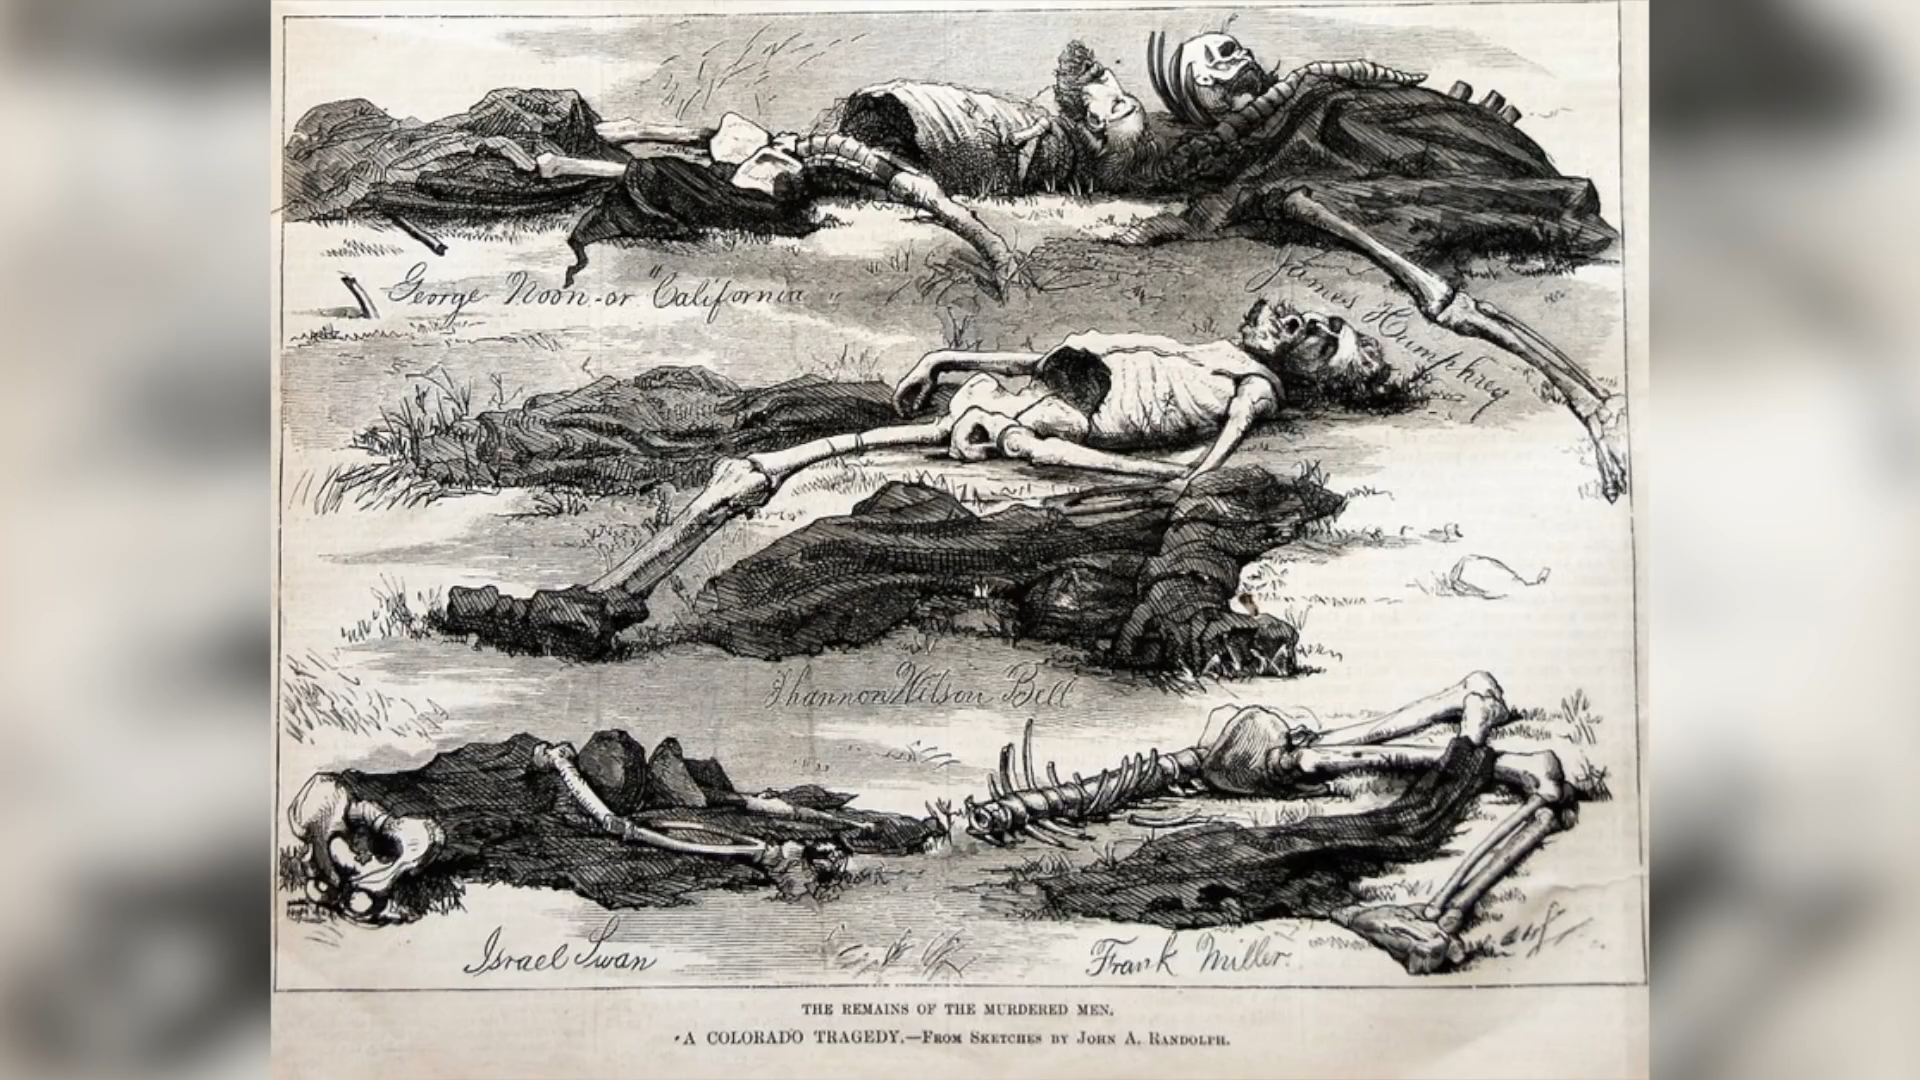 George Noon - or "California"
James Humphrey
Shannon Wilson Bell
Israel Swan
Frank Miller.
THE REMAINS OF THE MURDERED MEN.
A COLORADO TRAGEDY.—From Sketches by John A. Randolph.